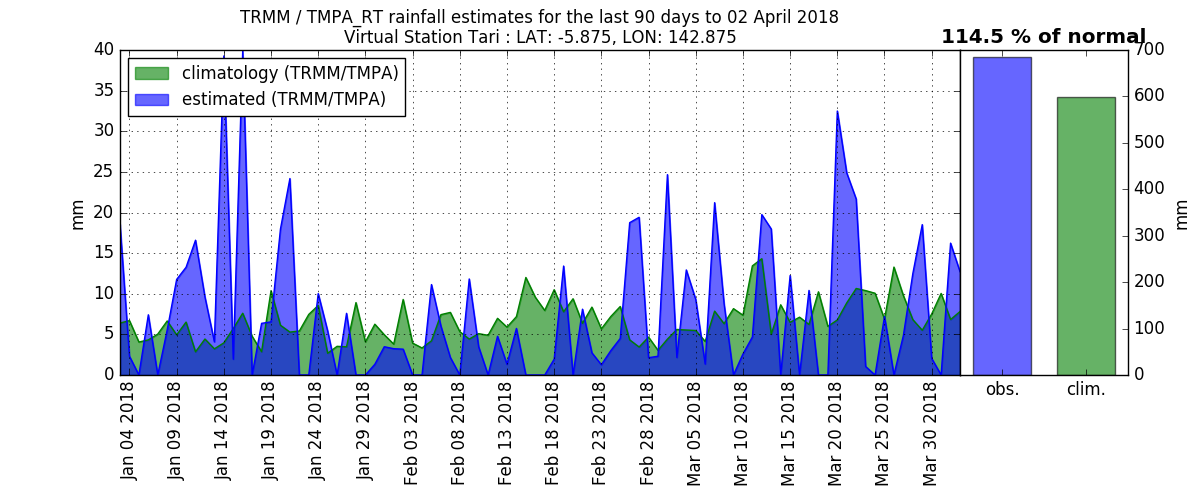 TRMM / TMPA_RT rainfall estimates for the last 90 days to 02 April 2018
Virtual Station Tari : LAT: -5.875, LON: 142.875
114.5 % of normal
climatology (TRMM/TMPA)
estimated (TRMM/TMPA)
40
35
30
25
20
15
10
5
0
mm
700
600
500
400
300
200
100
0
mm
Jan 04 2018
Jan 09 2018
Jan 14 2018
Jan 19 2018
Jan 24 2018
Jan 29 2018
Feb 03 2018
Feb 08 2018
Feb 13 2018
Feb 18 2018
Feb 23 2018
Feb 28 2018
Mar 05 2018
Mar 10 2018
Mar 15 2018
Mar 20 2018
Mar 25 2018
Mar 30 2018
obs.
clim.